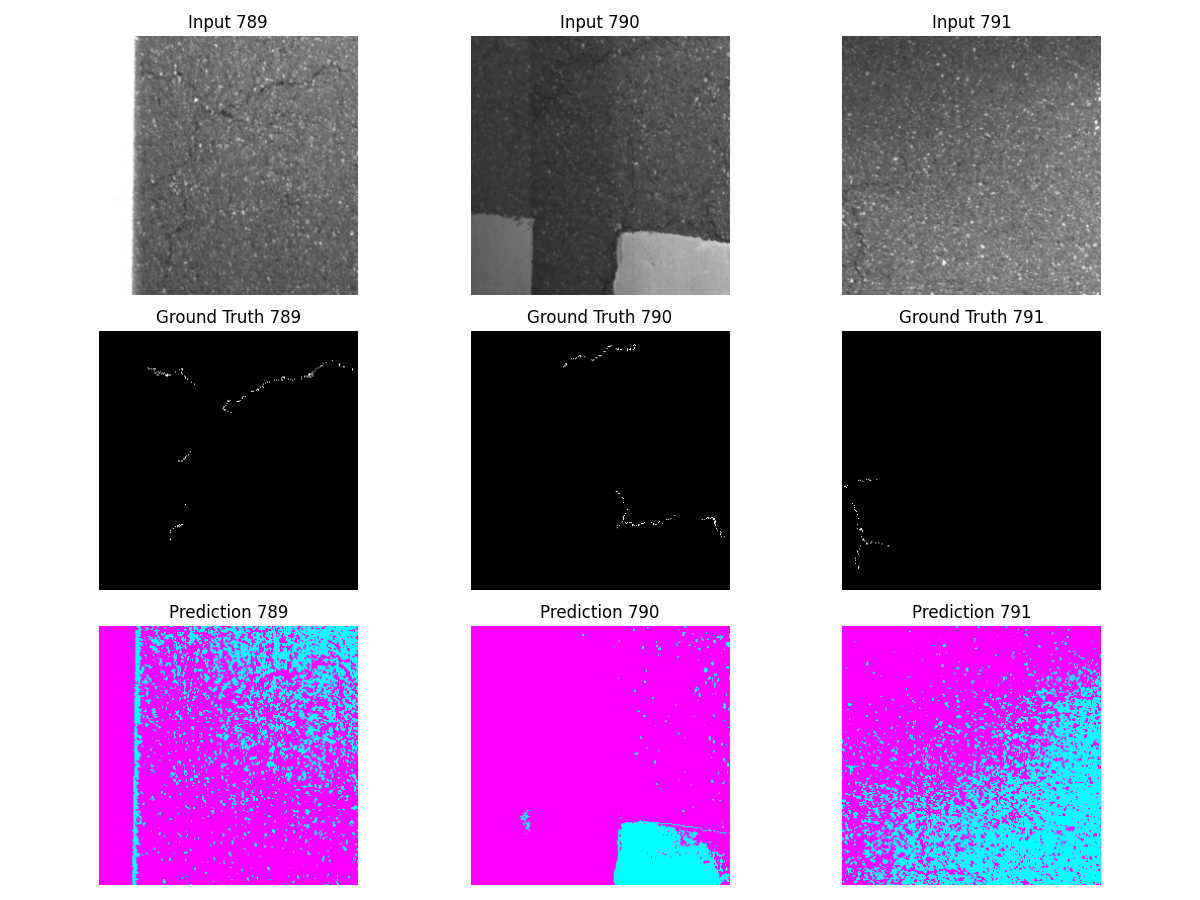 Input 789
Input 790
Input 791
Ground Truth 789
Ground Truth 790
Ground Truth 791
Prediction 789
Prediction 790
Prediction 791